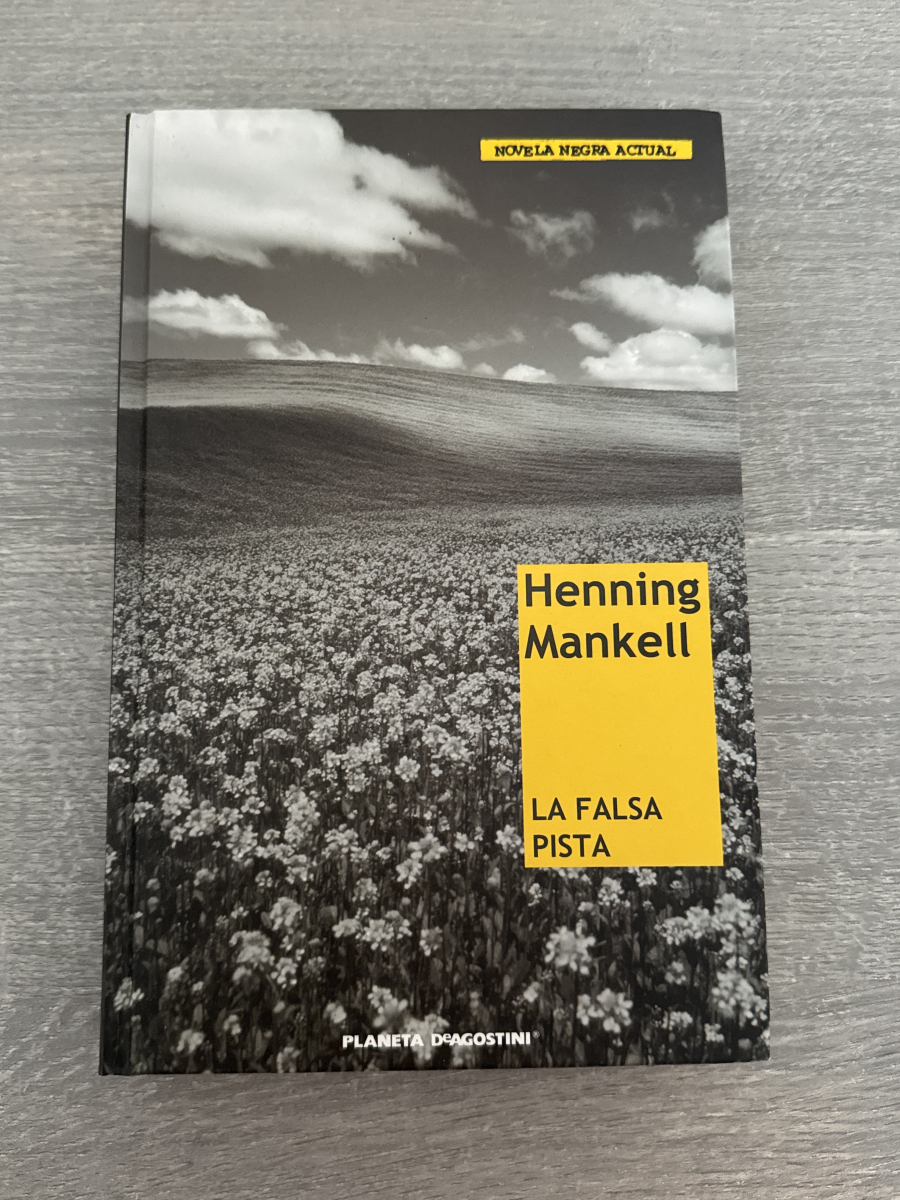 NOVELA NEGRA ACTUAL
Henning
Mankell
LA FALSA
PISTA
PLANETA DeAGOSTINI®